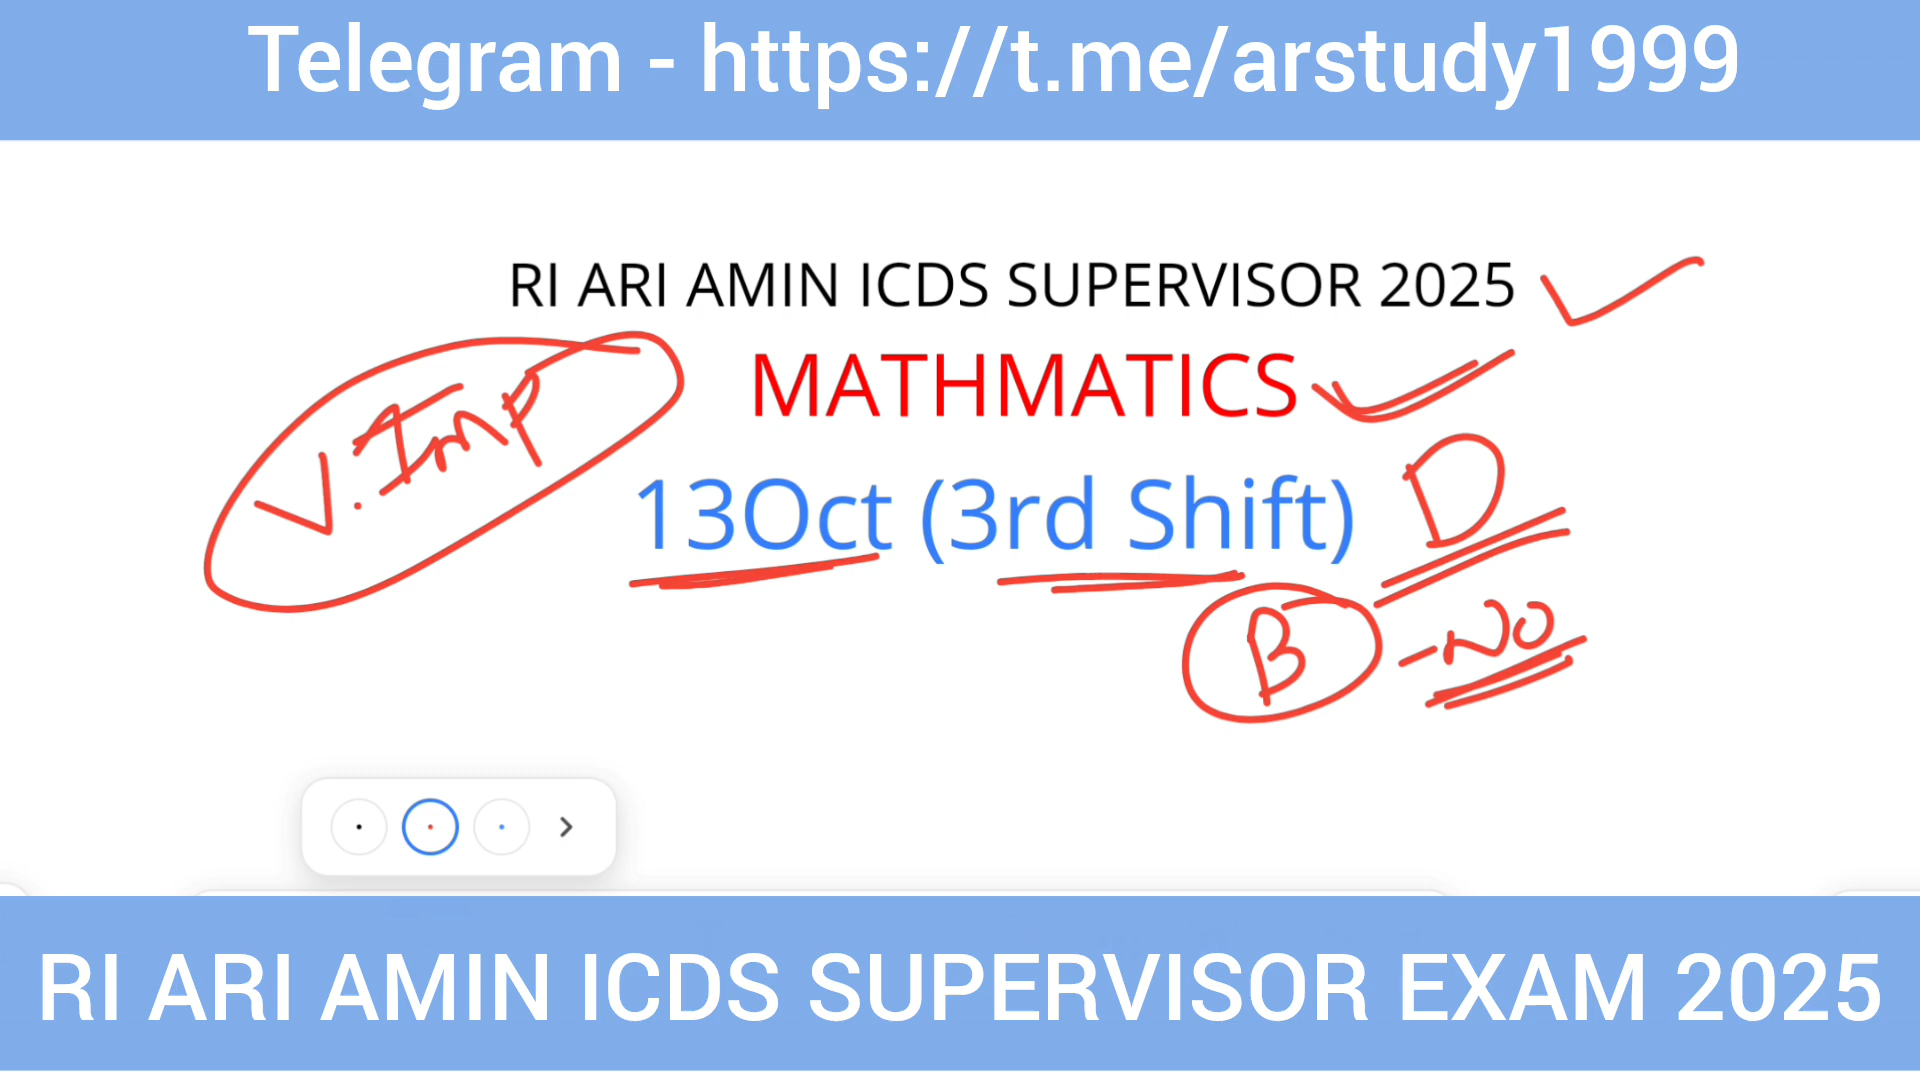 Telegram - https://t.me/arstudy1999
RI ARI AMIN ICDS SUPERVISOR 2025
MATHMATICS
V. Imp
13Oct (3rd Shift) D
B - No
RI ARI AMIN ICDS SUPERVISOR EXAM 2025